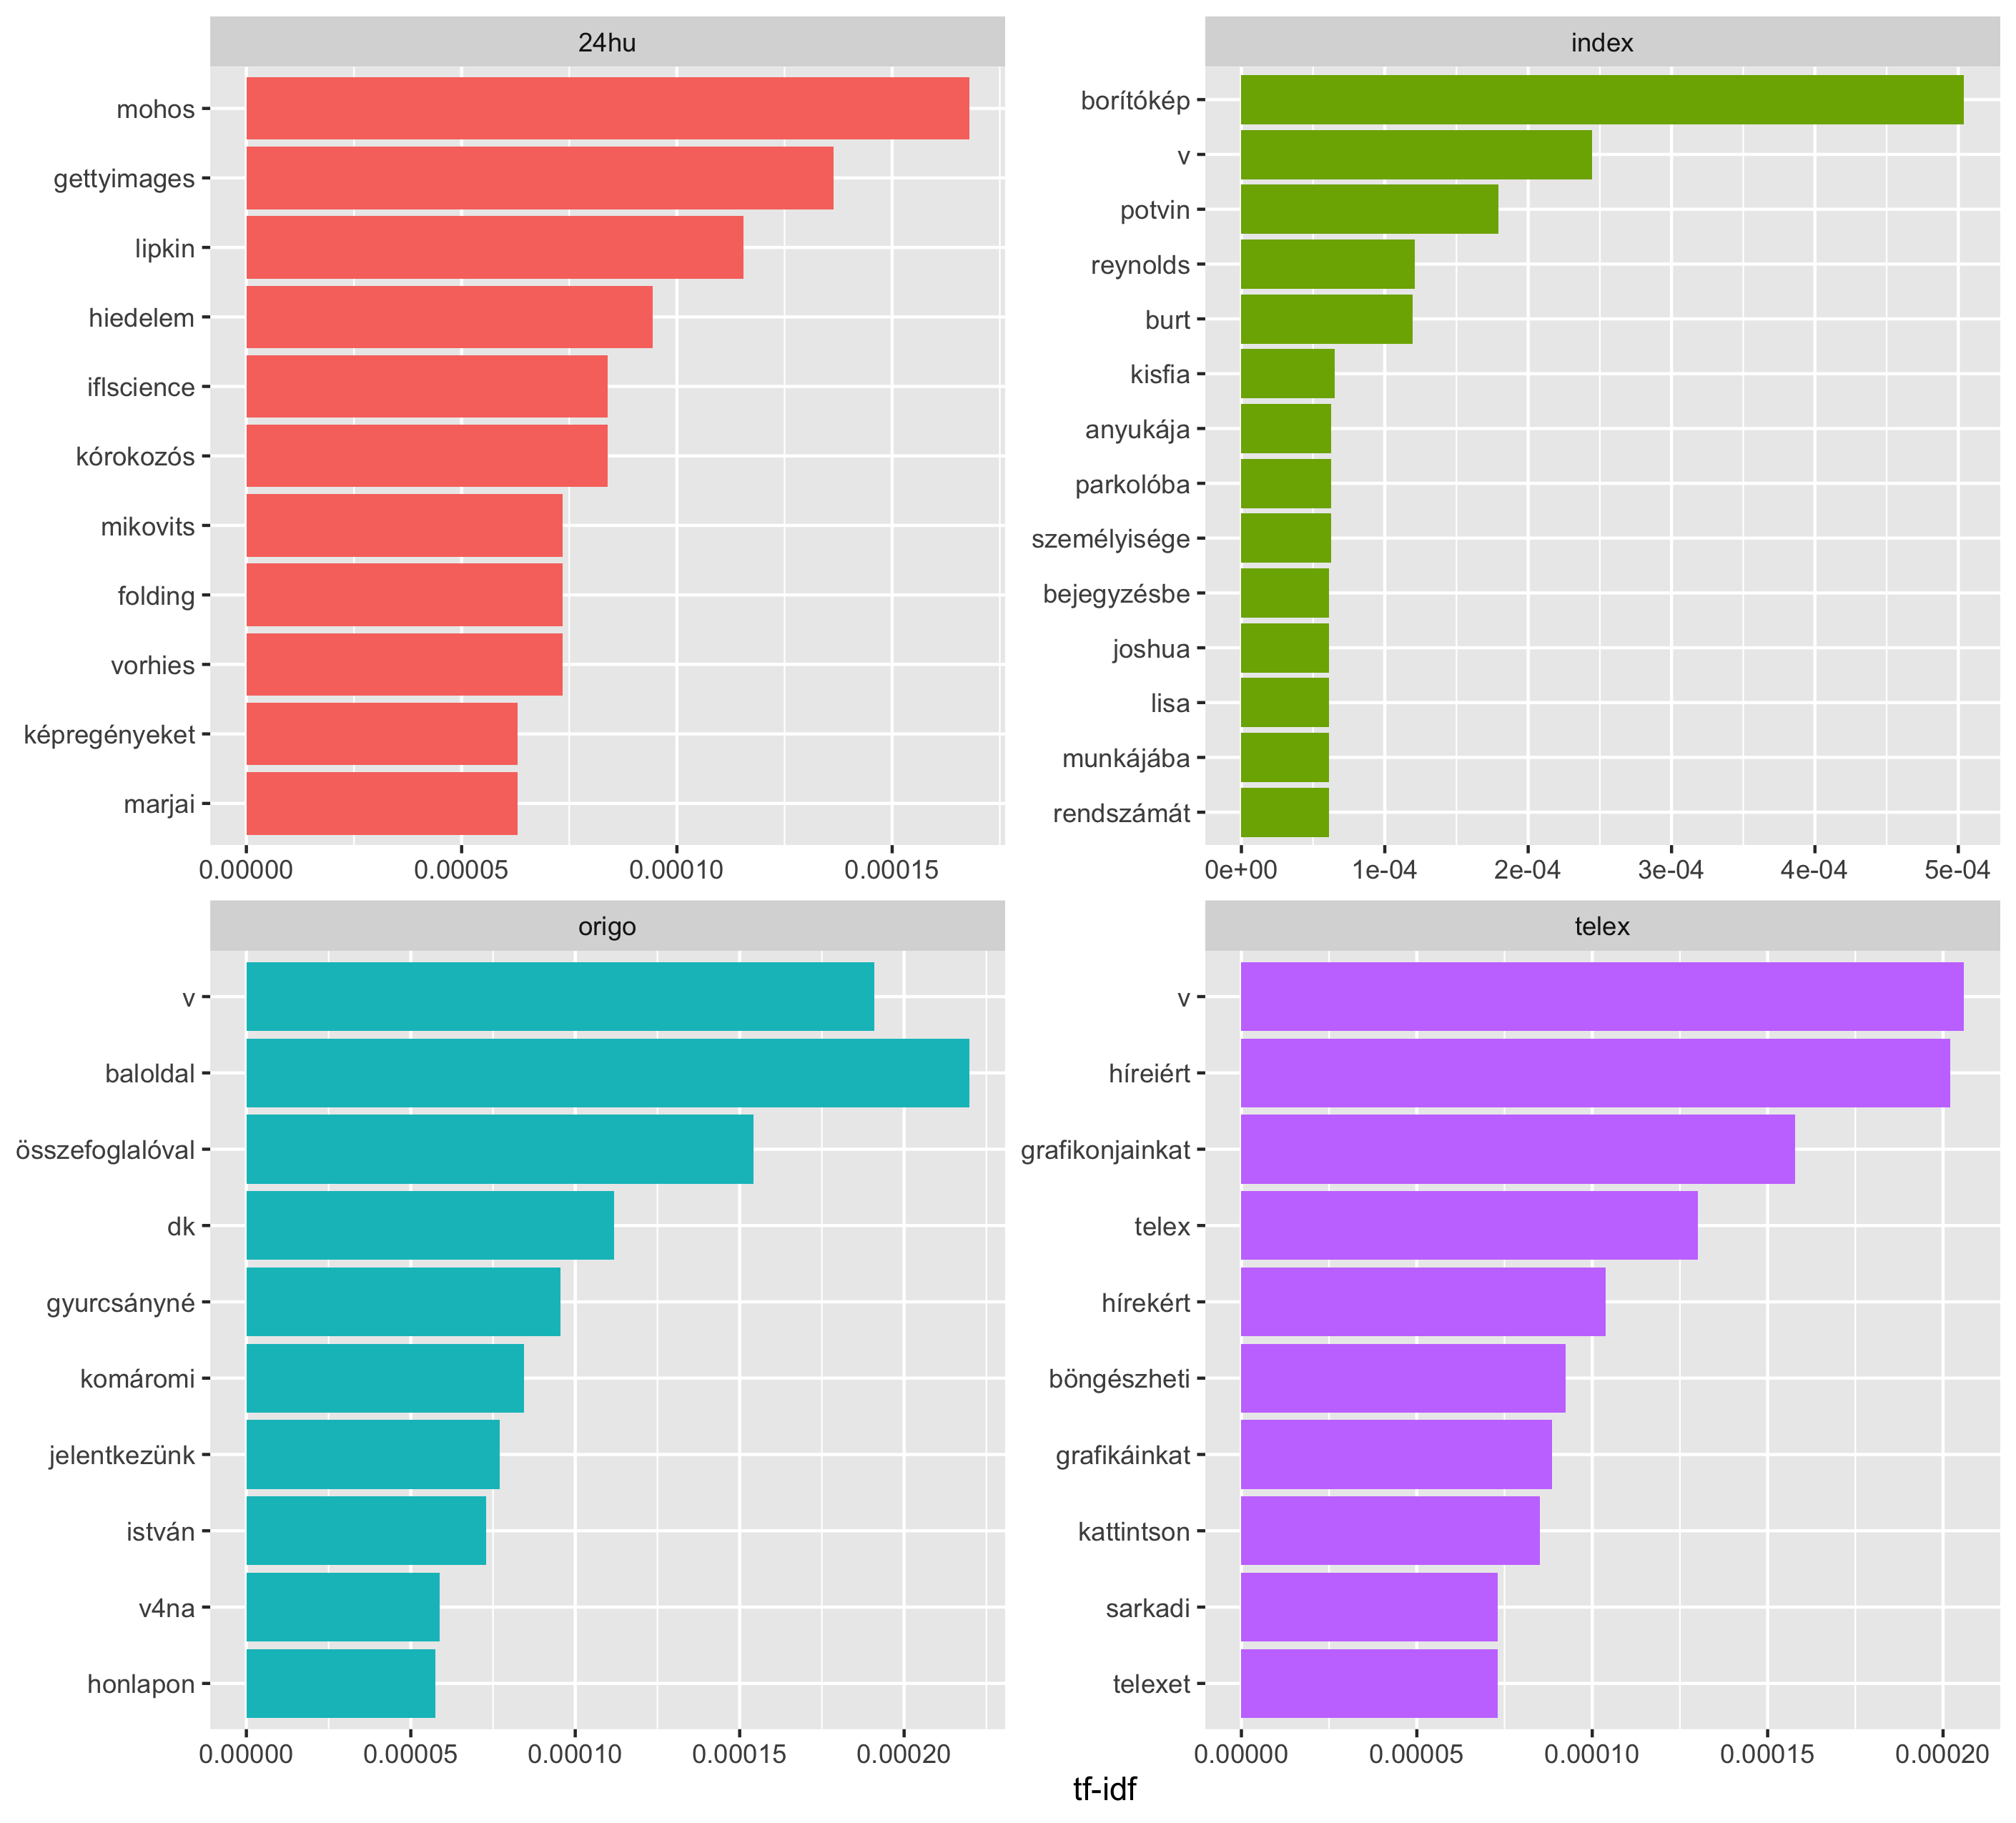 24hu
mohos
gettyimages
lipkin
hiedelem
iflscience
kórokozós
mikovits
folding
vorhies
képregényeket
marjai
0.00000 0.00005 0.00010 0.00015
index
borítókép
v
potvin
reynolds
burt
kisfia
anyukája
parkolóba
személyisége
bejegyzésbe
joshua
lisa
munkájába
rendszámát
0e+00 1e-04 2e-04 3e-04 4e-04 5e-04
origo
v
baloldal
összefoglalóval
dk
gyurcsányné
komáromi
jelentkezünk
istván
v4na
honlapon
0.00000 0.00005 0.00010 0.00015 0.00020
telex
v
híreiért
grafikonjainkat
telex
hírekért
böngészheti
grafikáinkat
kattintson
sarkadi
telexet
0.00000 0.00005 0.00010 0.00015 0.00020
tf-idf